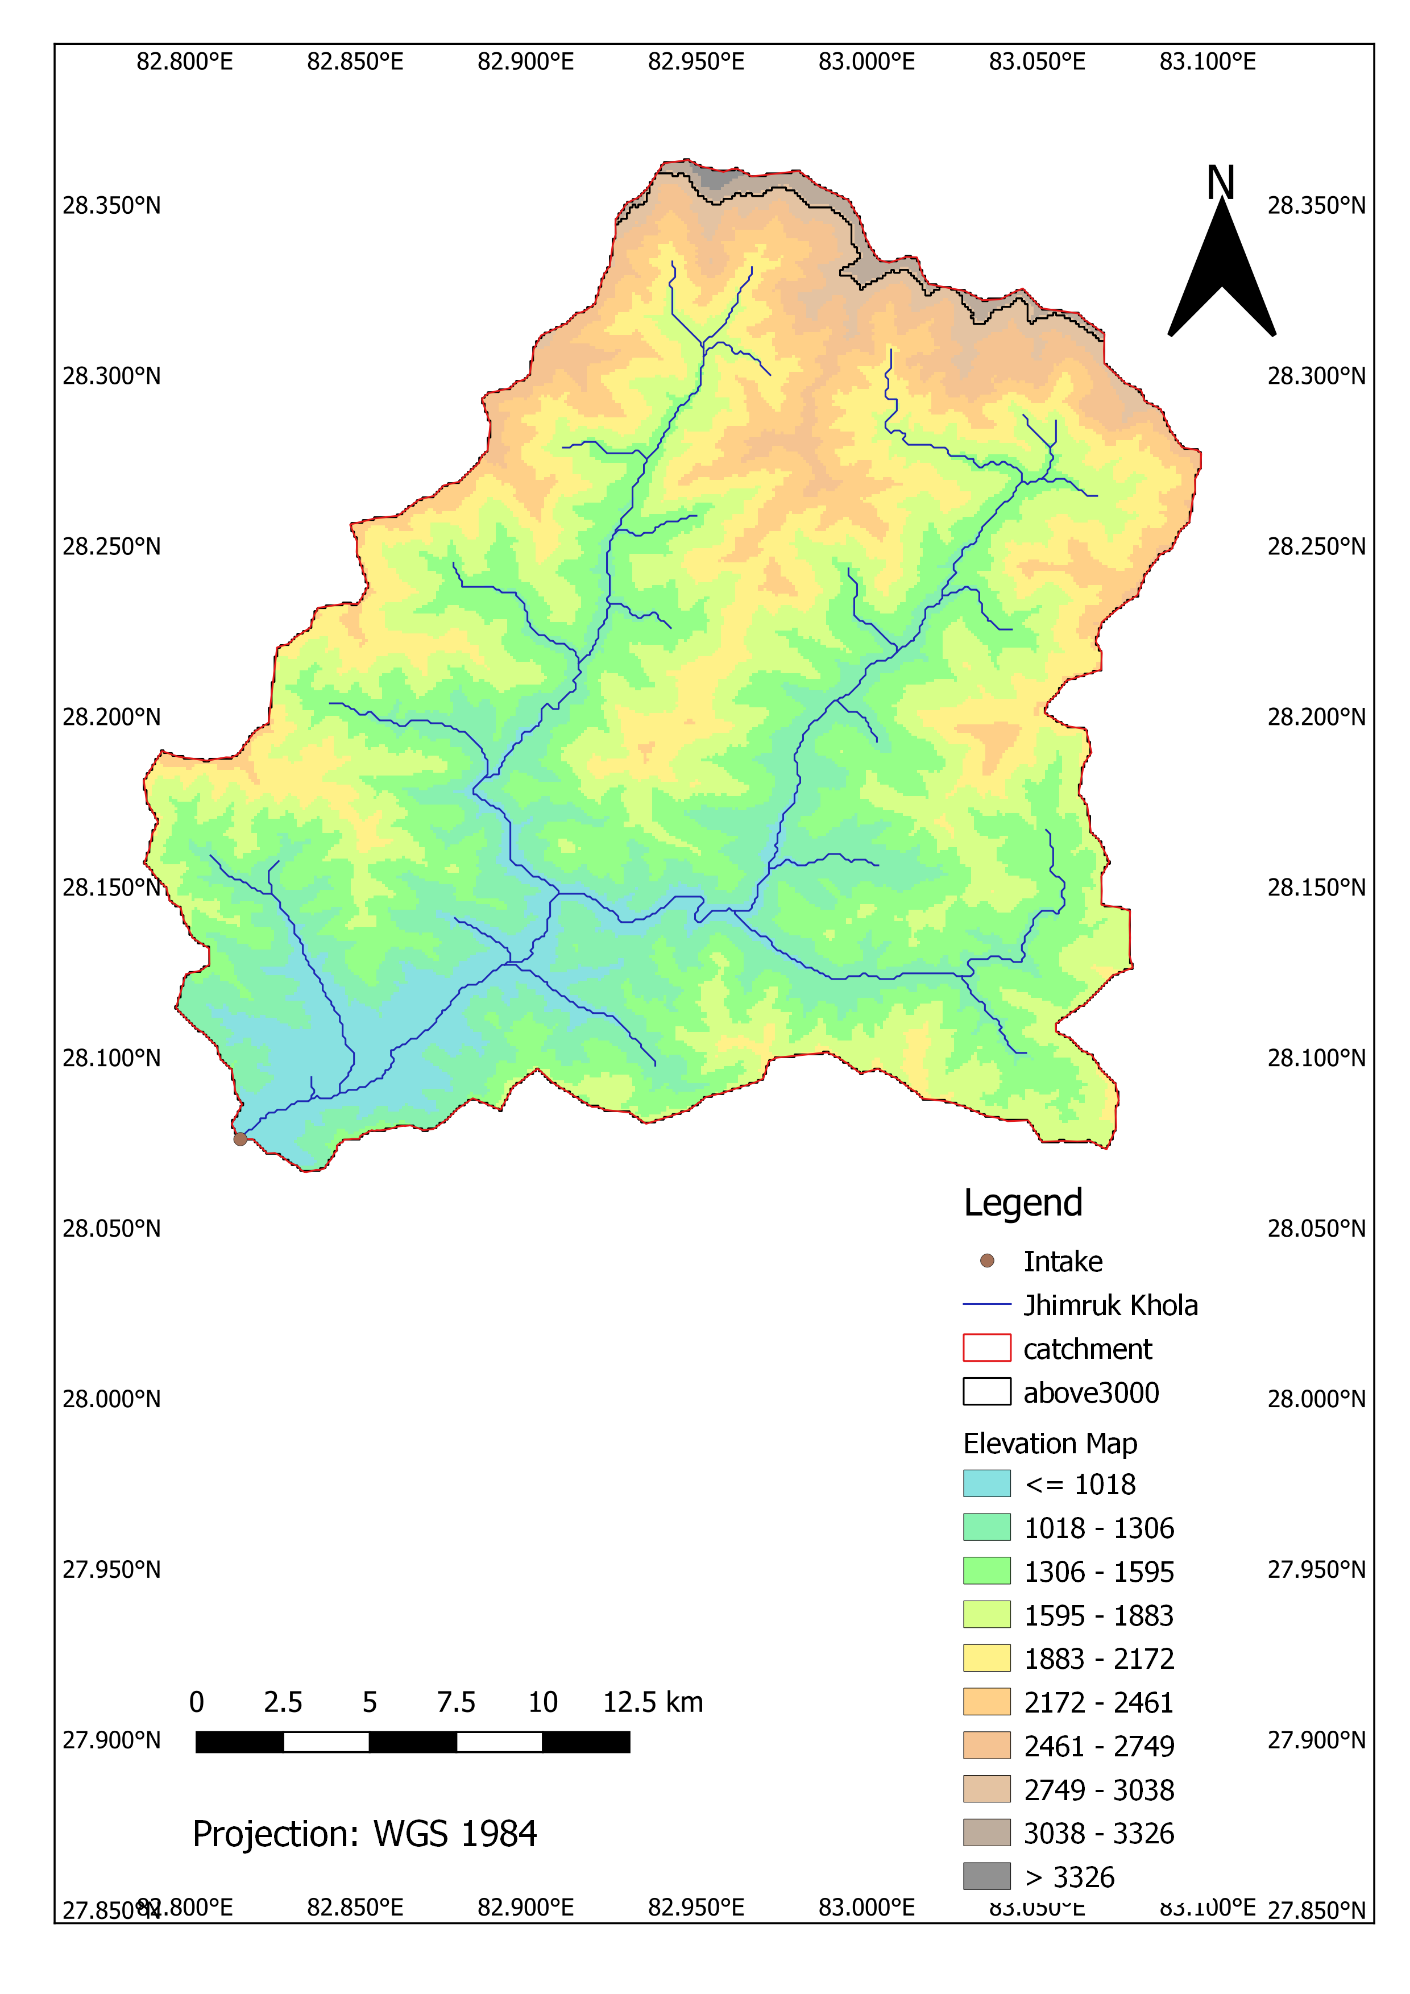 82.800°E 82.850°E 82.900°E 82.950°E 83.000°E 83.050°E 83.100°E
N
28.350°N 28.350°N
28.300°N 28.300°N
28.250°N 28.250°N
28.200°N 28.200°N
28.150°N 28.150°N
28.100°N 28.100°N
28.050°N 28.050°N
28.000°N 28.000°N
27.950°N 27.950°N
27.900°N 27.900°N
27.850°N 82.800°E 82.850°E 82.900°E 82.950°E 83.000°E 83.050°E 83.100°E 27.850°N
Legend
Intake
Jhimruk Khola
catchment
above3000
Elevation Map
<= 1018
1018 - 1306
1306 - 1595
1595 - 1883
1883 - 2172
2172 - 2461
2461 - 2749
2749 - 3038
3038 - 3326
> 3326
0 2.5 5 7.5 10 12.5 km
Projection: WGS 1984